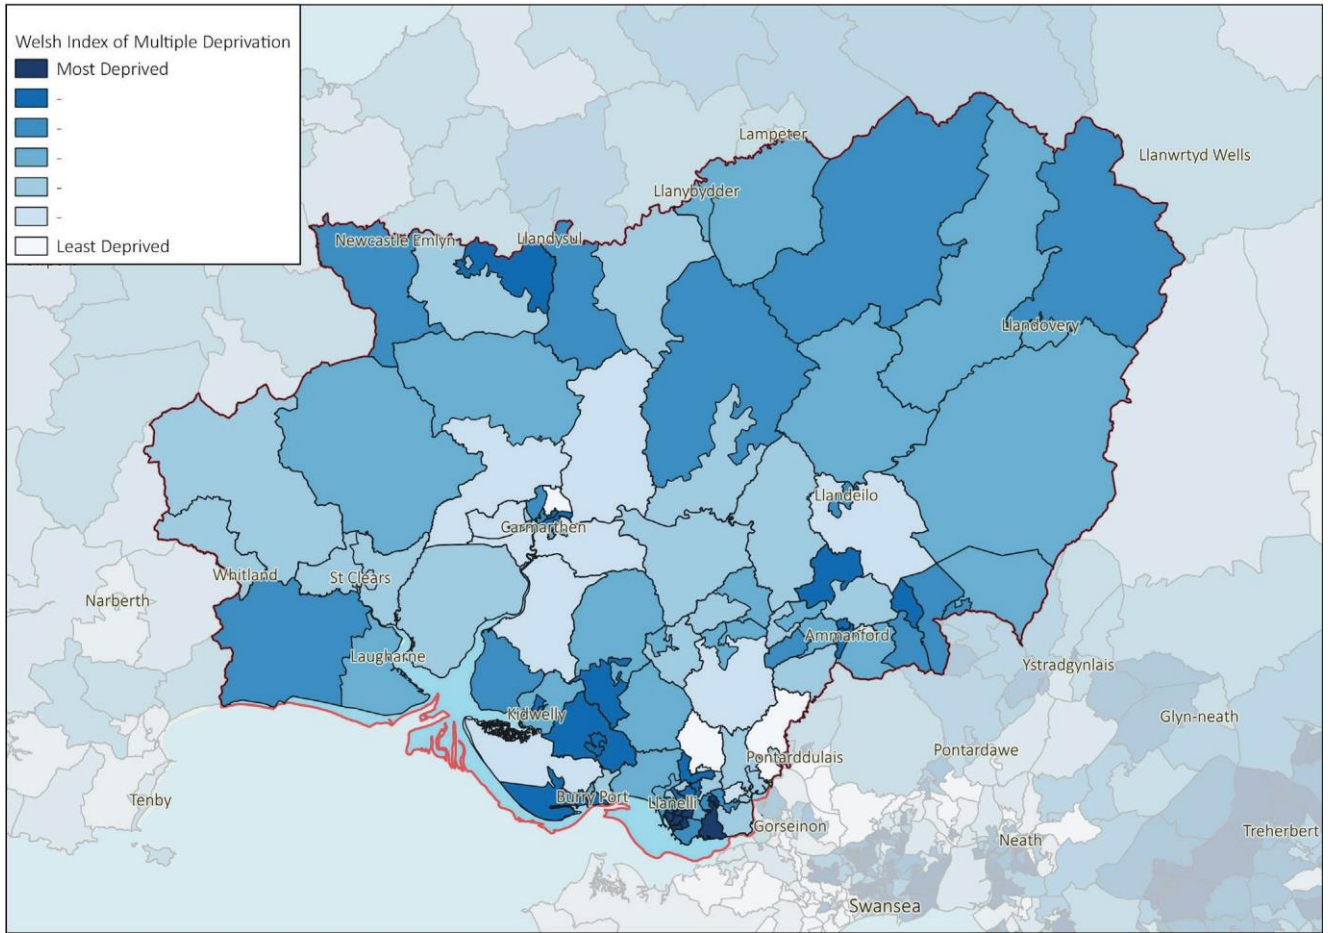 Welsh Index of Multiple Deprivation
Most Deprived
-
-
-
-
-
Least Deprived
Lampeter
Llanwrtyd Wells
Llanybydder
Newcastle Emlyn
Llandysul
Llandovery
Llandeilo
Carmarthen
Whitland
St Clears
Narberth
Ammanford
Laugharne
Ystradgynlais
Kidwelly
Glyn-neath
Pontarddulais
Pontardawe
Tenby
Burry Port
Llanelli
Gorseinon
Neath
Treherbert
Swansea